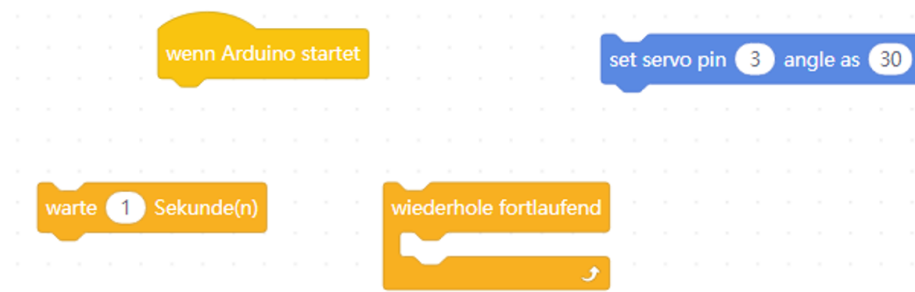 wenn Arduino startet
set servo pin 3 angle as 30
warte 1 Sekunde(n)
wiederhole fortlaufend